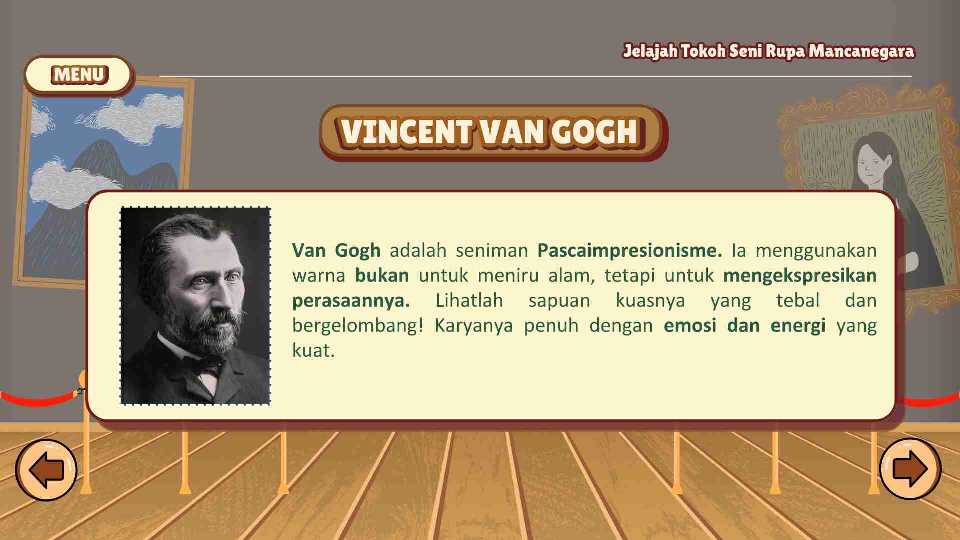 Jelajah Tokoh Seni Rupa Mancanegara
MENU
VINCENT VAN GOGH
Van Gogh adalah seniman Pascaimpresionisme. Ia menggunakan
warna bukan untuk meniru alam, tetapi untuk mengekspresikan
perasaannya. Lihatlah sapuan kuasnya yang tebal dan
bergelombang! Karyanya penuh dengan emosi dan energi yang
kuat.